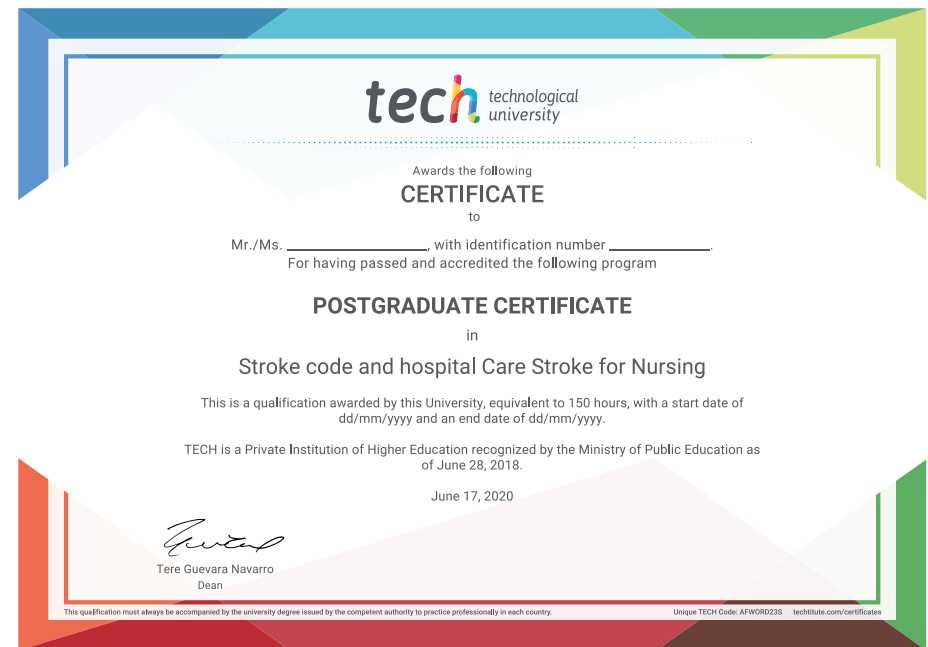 tech technological
university
Awards the following
CERTIFICATE
to
Mr./Ms. ____________________, with identification number ______________.
For having passed and accredited the following program
POSTGRADUATE CERTIFICATE
in
Stroke code and hospital Care Stroke for Nursing
This is a qualification awarded by this University, equivalent to 150 hours, with a start date of
dd/mm/yyyy and an end date of dd/mm/yyyy.
TECH is a Private Institution of Higher Education recognized by the Ministry of Public Education as
of June 28, 2018.
June 17, 2020
Tere Guevara Navarro
Dean
This qualification must always be accompanied by the university degree issued by the competent authority to practice professionally in each country.
Unique TECH Code: AFWORD23S techtitute.com/certificates